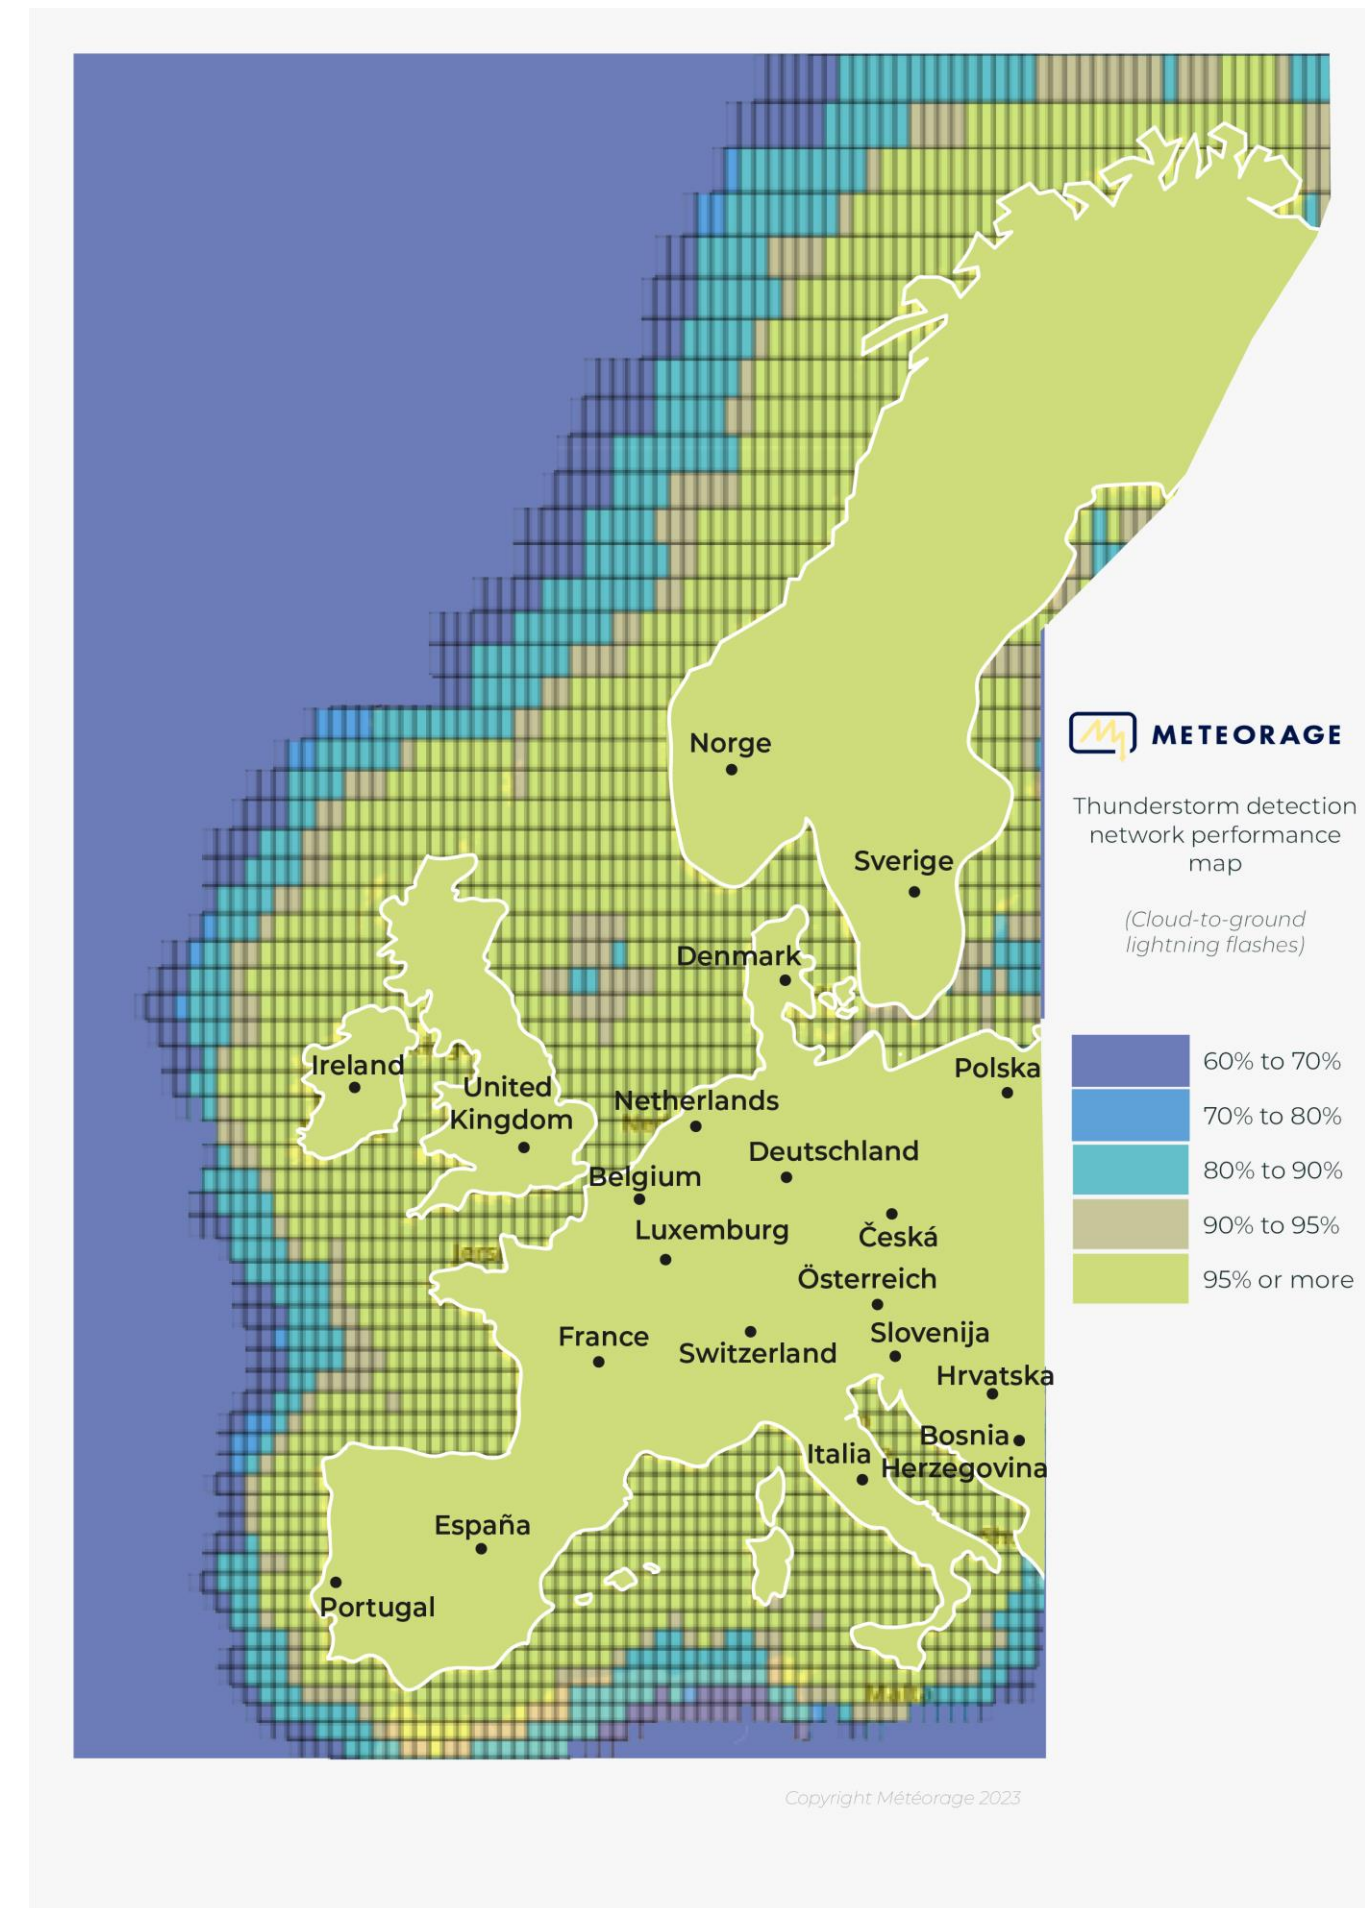 Norge
METEORAGE
Thunderstorm detection
network performance
map
Sverige
(Cloud-to-ground
lightning flashes)
Denmark
Ireland
United
Kingdom
Netherlands
Polska
60% to 70%
70% to 80%
80% to 90%
90% to 95%
95% or more
Deutschland
Belgium
Luxemburg
Česká
Österreich
Jers
France
Switzerland
Slovenija
Hrvatska
Bosnia
Herzegovina
Italia
España
Portugal
Malta
Copyright Météorage 2023